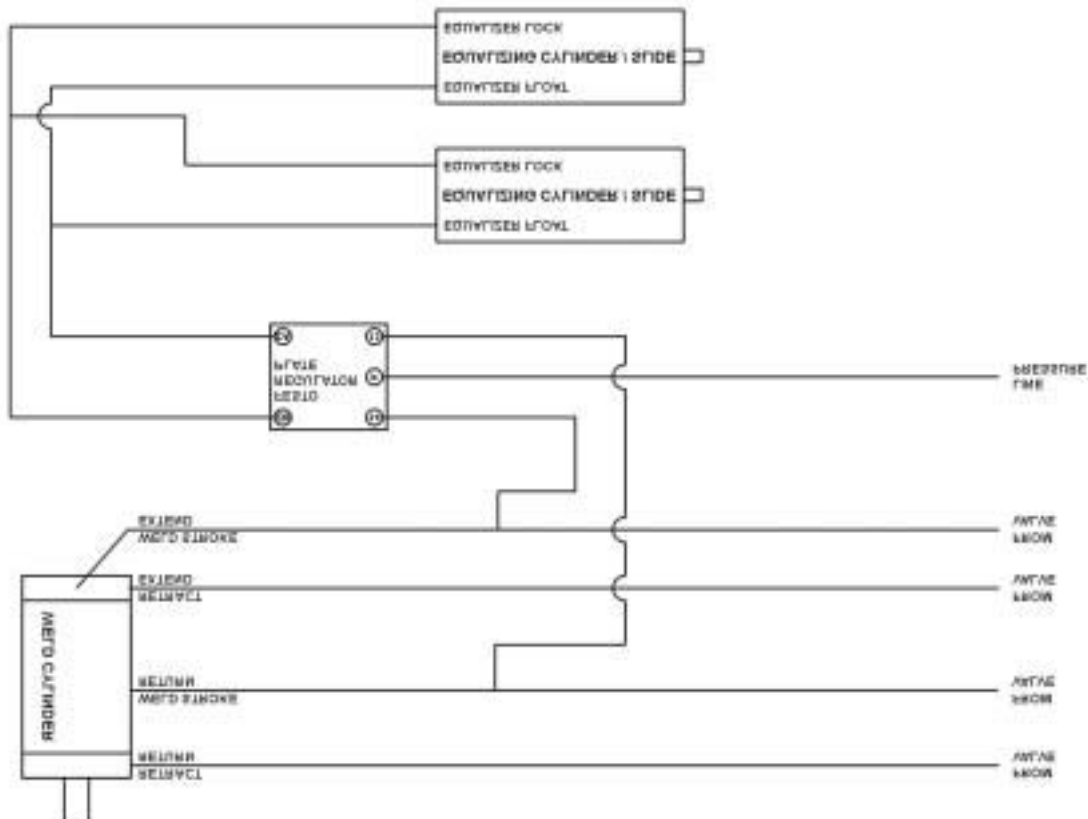 RETRACT
RETURN
FROM
VALVE
WELD STROKE
RETURN
FROM
VALVE
WELD CYLINDER
RETRACT
EXTEND
FROM
VALVE
WELD STROKE
EXTEND
FROM
VALVE
FESTO
REGULATOR
PLATE
LINE
PRESSURE
EQUALIZER FLOAT
EQUALIZING CYLINDER / SLIDE
EQUALIZER LOCK
EQUALIZER FLOAT
EQUALIZING CYLINDER / SLIDE
EQUALIZER LOCK